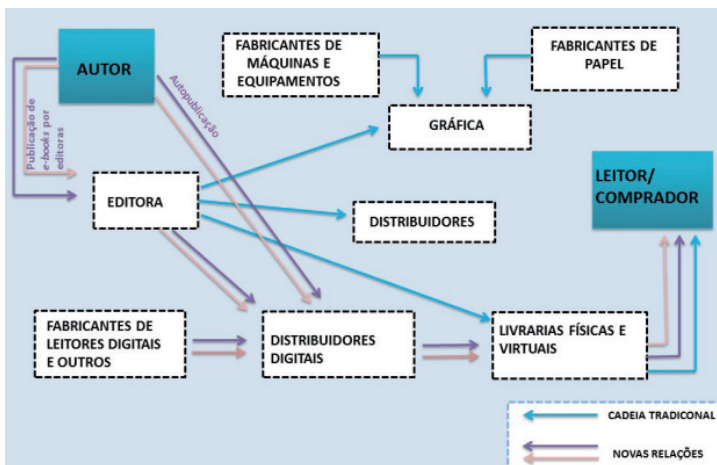 AUTOR
FABRICANTES DE
MÁQUINAS E
EQUIPAMENTOS
FABRICANTES DE
PAPEL
Publicação de
e-books por
editoras
Autopublicação
GRÁFICA
EDITORA
DISTRIBUIDORES
LEITOR/
COMPRADOR
FABRICANTES DE
LEITORES DIGITAIS
E OUTROS
DISTRIBUIDORES
DIGITAIS
LIVRARIAS FÍSICAS E
VIRTUAIS
CADEIA TRADICONAL
NOVAS RELAÇÕES